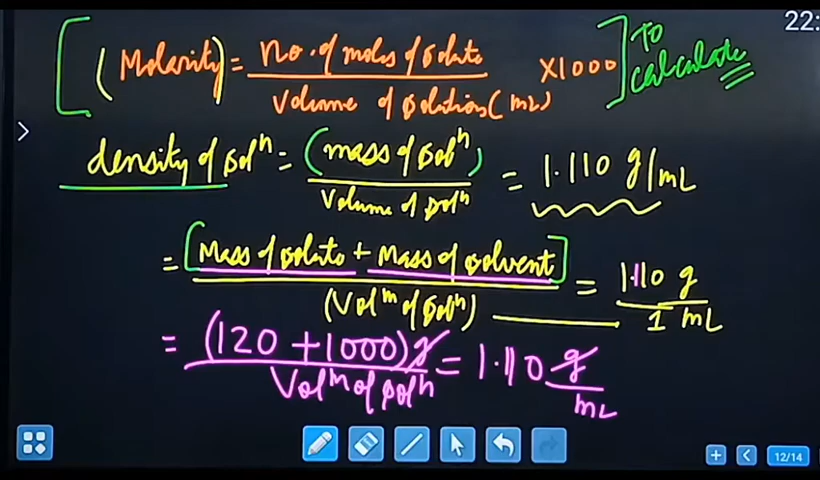 22:
[ (Molarity) = No. of moles of solute / Volume of solution (mL) X1000 ] To calculate
density of solⁿ = (mass of solⁿ) / Volume of solⁿ = 1.110 g/mL
= [Mass of solute + Mass of solvent] / (Volᵐ of solⁿ) = 1.110 g / 1 mL
= (120 + 1000) g / Volᵐ of solⁿ = 1.110 g / mL
12/14